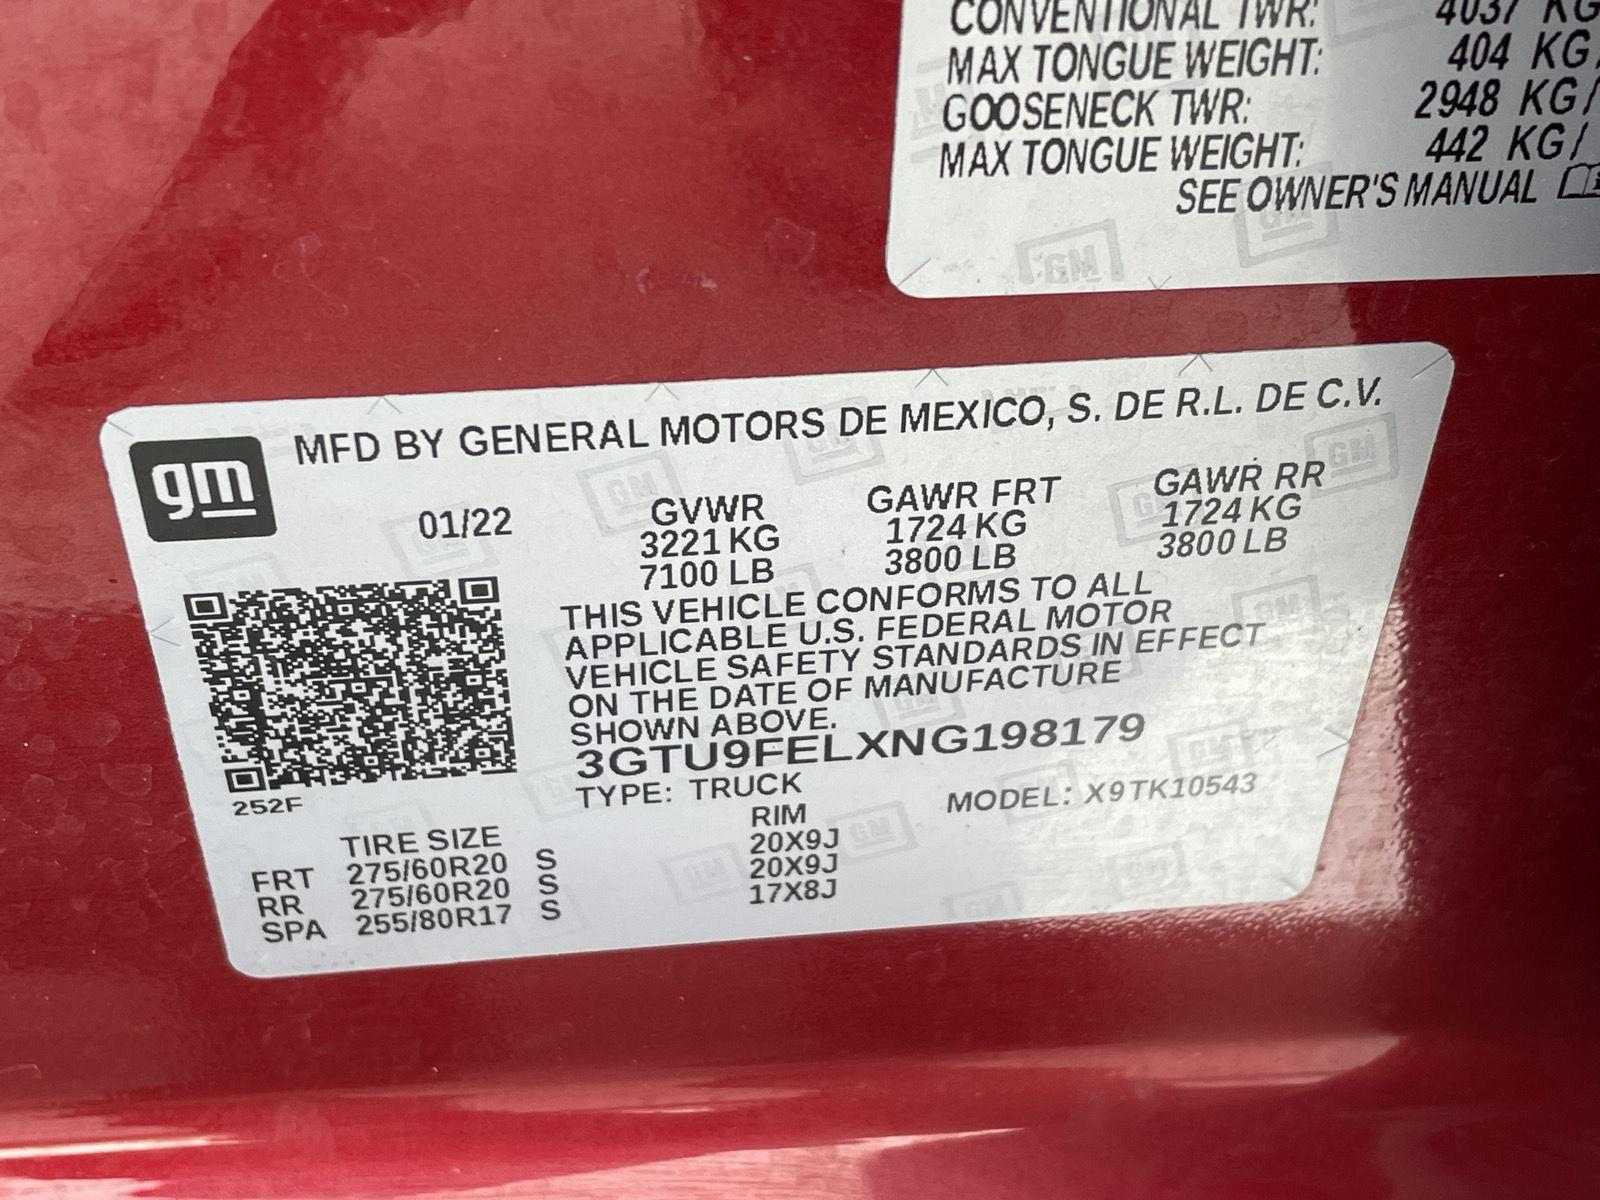 CONVENTIONAL TWR: 4037 KG
MAX TONGUE WEIGHT: 404 KG/
GOOSENECK TWR: 2948 KG/
MAX TONGUE WEIGHT: 442 KG/
SEE OWNER'S MANUAL
gm
MFD BY GENERAL MOTORS DE MEXICO, S. DE R.L. DE C.V.
01/22 GVWR GAWR FRT GAWR RR
3221 KG 1724 KG 1724 KG
7100 LB 3800 LB 3800 LB
THIS VEHICLE CONFORMS TO ALL
APPLICABLE U.S. FEDERAL MOTOR
VEHICLE SAFETY STANDARDS IN EFFECT
ON THE DATE OF MANUFACTURE
SHOWN ABOVE.
3GTU9FELXNG198179
TYPE: TRUCK MODEL: X9TK10543
252F
TIRE SIZE RIM
FRT 275/60R20 S 20X9J
RR 275/60R20 S 20X9J
SPA 255/80R17 S 17X8J